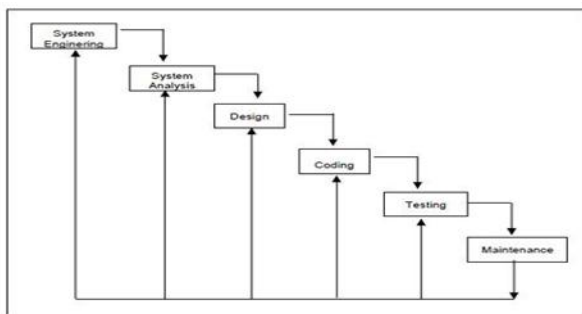 System
Enginering
System
Analysis
Design
Coding
Testing
Maintenance